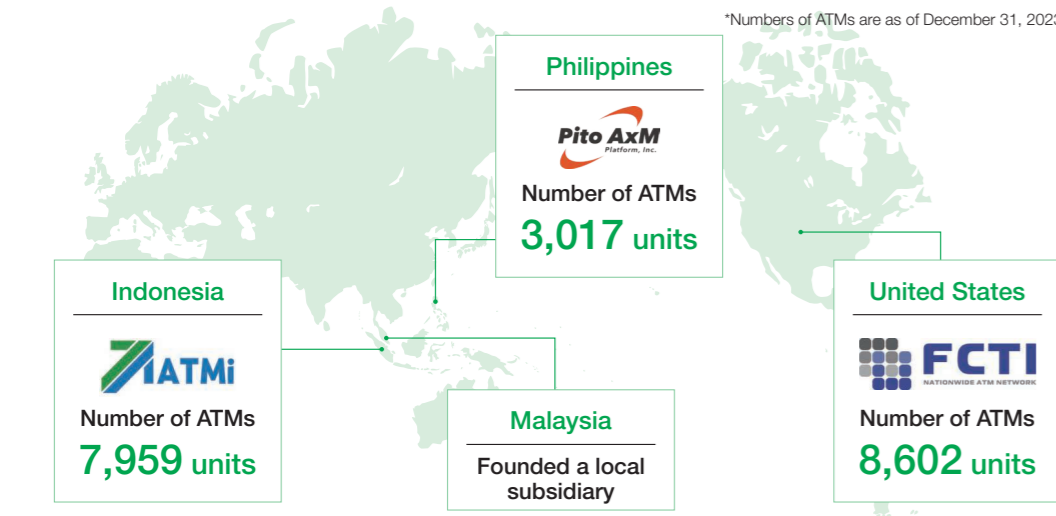 *Numbers of ATMs are as of December 31, 2023
Philippines
Pito AxM
Platform, Inc.
Number of ATMs
3,017 units
Indonesia
ATMi
Number of ATMs
7,959 units
Malaysia
Founded a local
subsidiary
United States
FCTI
NATIONWIDE ATM NETWORK
Number of ATMs
8,602 units